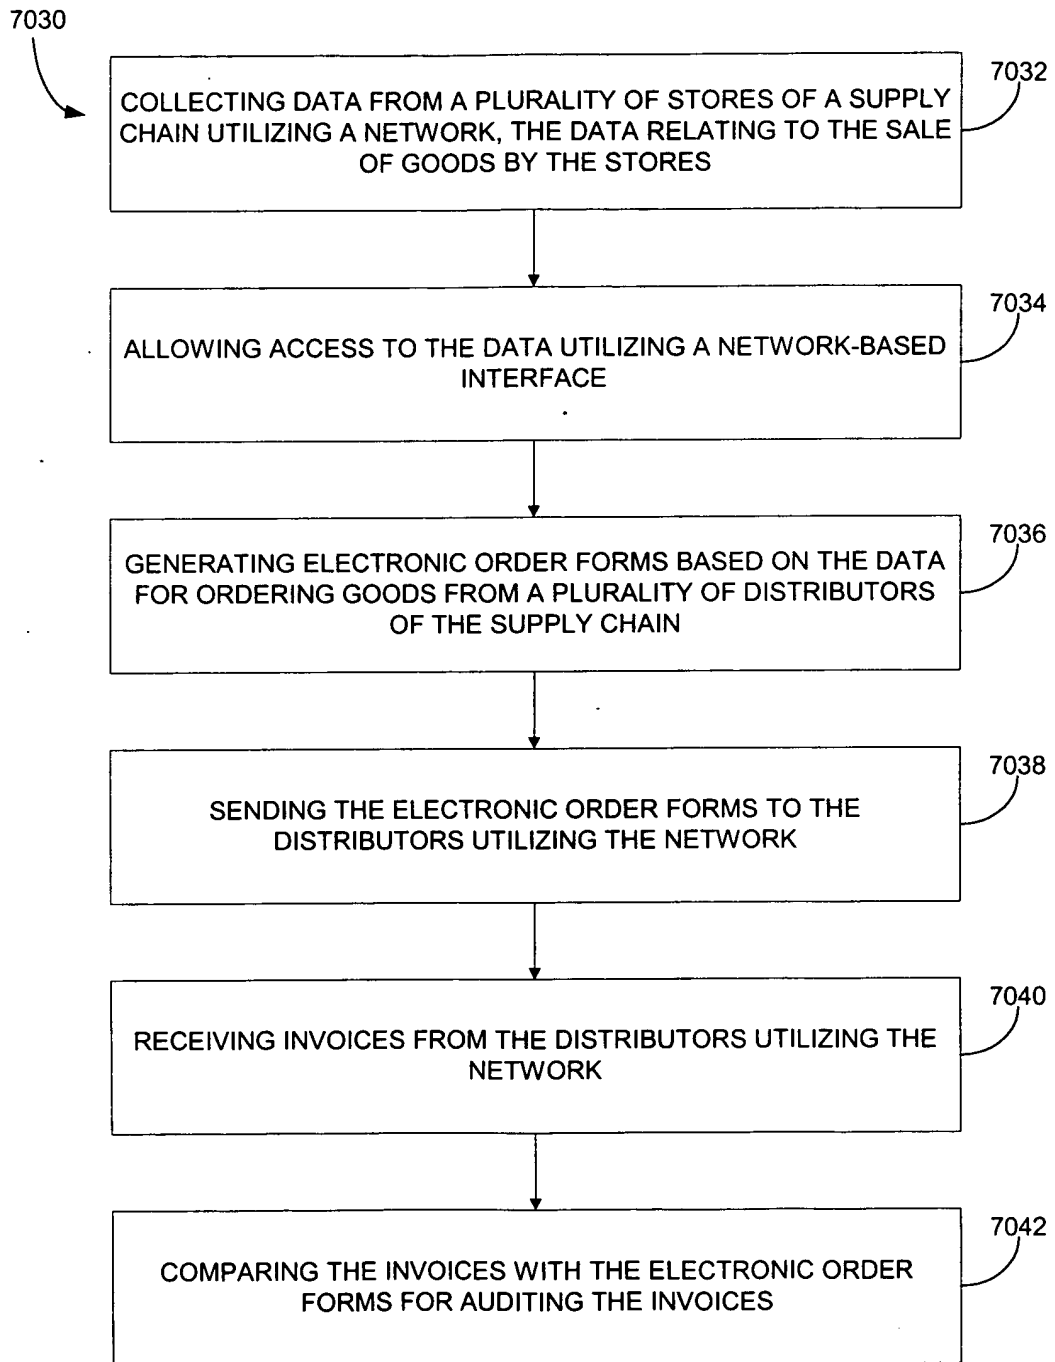 7030
7032
COLLECTING DATA FROM A PLURALITY OF STORES OF A SUPPLY
CHAIN UTILIZING A NETWORK, THE DATA RELATING TO THE SALE
OF GOODS BY THE STORES
7034
ALLOWING ACCESS TO THE DATA UTILIZING A NETWORK-BASED
INTERFACE
7036
GENERATING ELECTRONIC ORDER FORMS BASED ON THE DATA
FOR ORDERING GOODS FROM A PLURALITY OF DISTRIBUTORS
OF THE SUPPLY CHAIN
7038
SENDING THE ELECTRONIC ORDER FORMS TO THE
DISTRIBUTORS UTILIZING THE NETWORK
7040
RECEIVING INVOICES FROM THE DISTRIBUTORS UTILIZING THE
NETWORK
7042
COMPARING THE INVOICES WITH THE ELECTRONIC ORDER
FORMS FOR AUDITING THE INVOICES